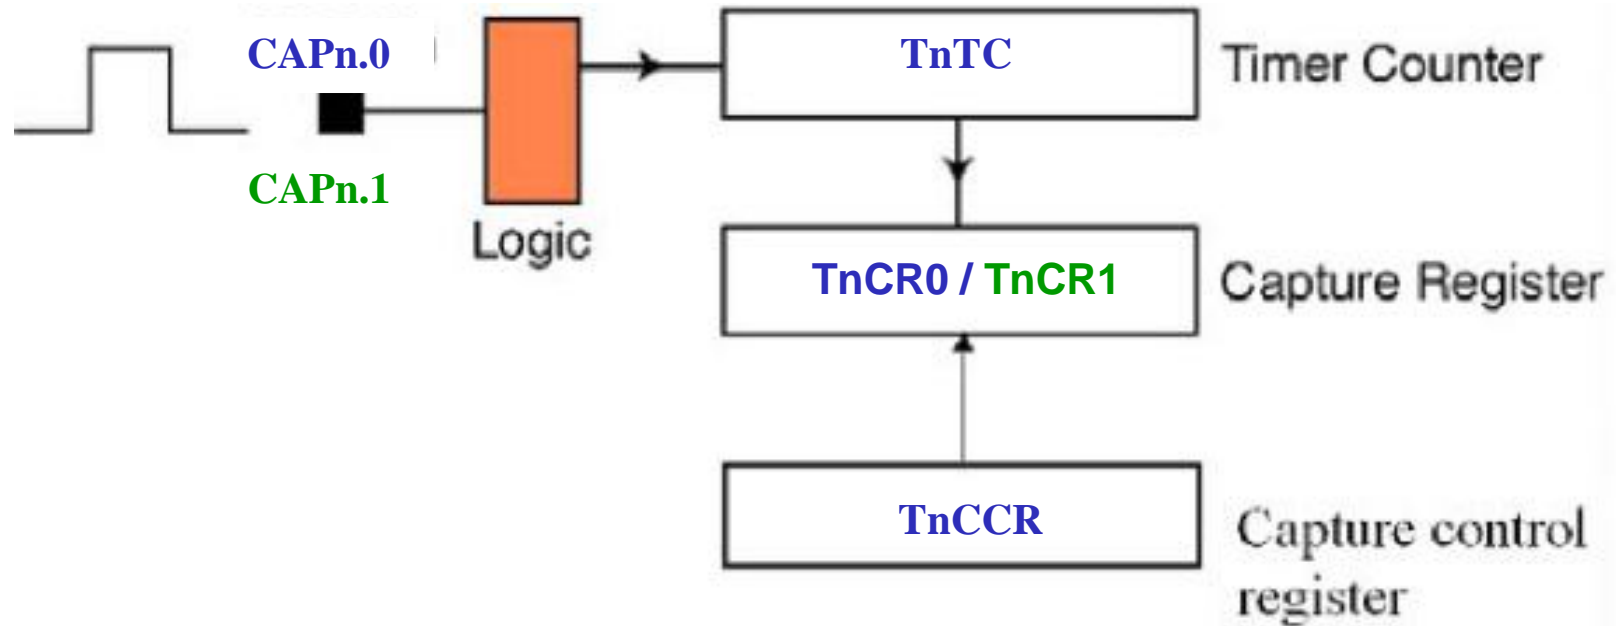 CAPn.0
TnTC
Timer Counter
CAPn.1
Logic
TnCR0 / TnCR1
Capture Register
TnCCR
Capture control
register